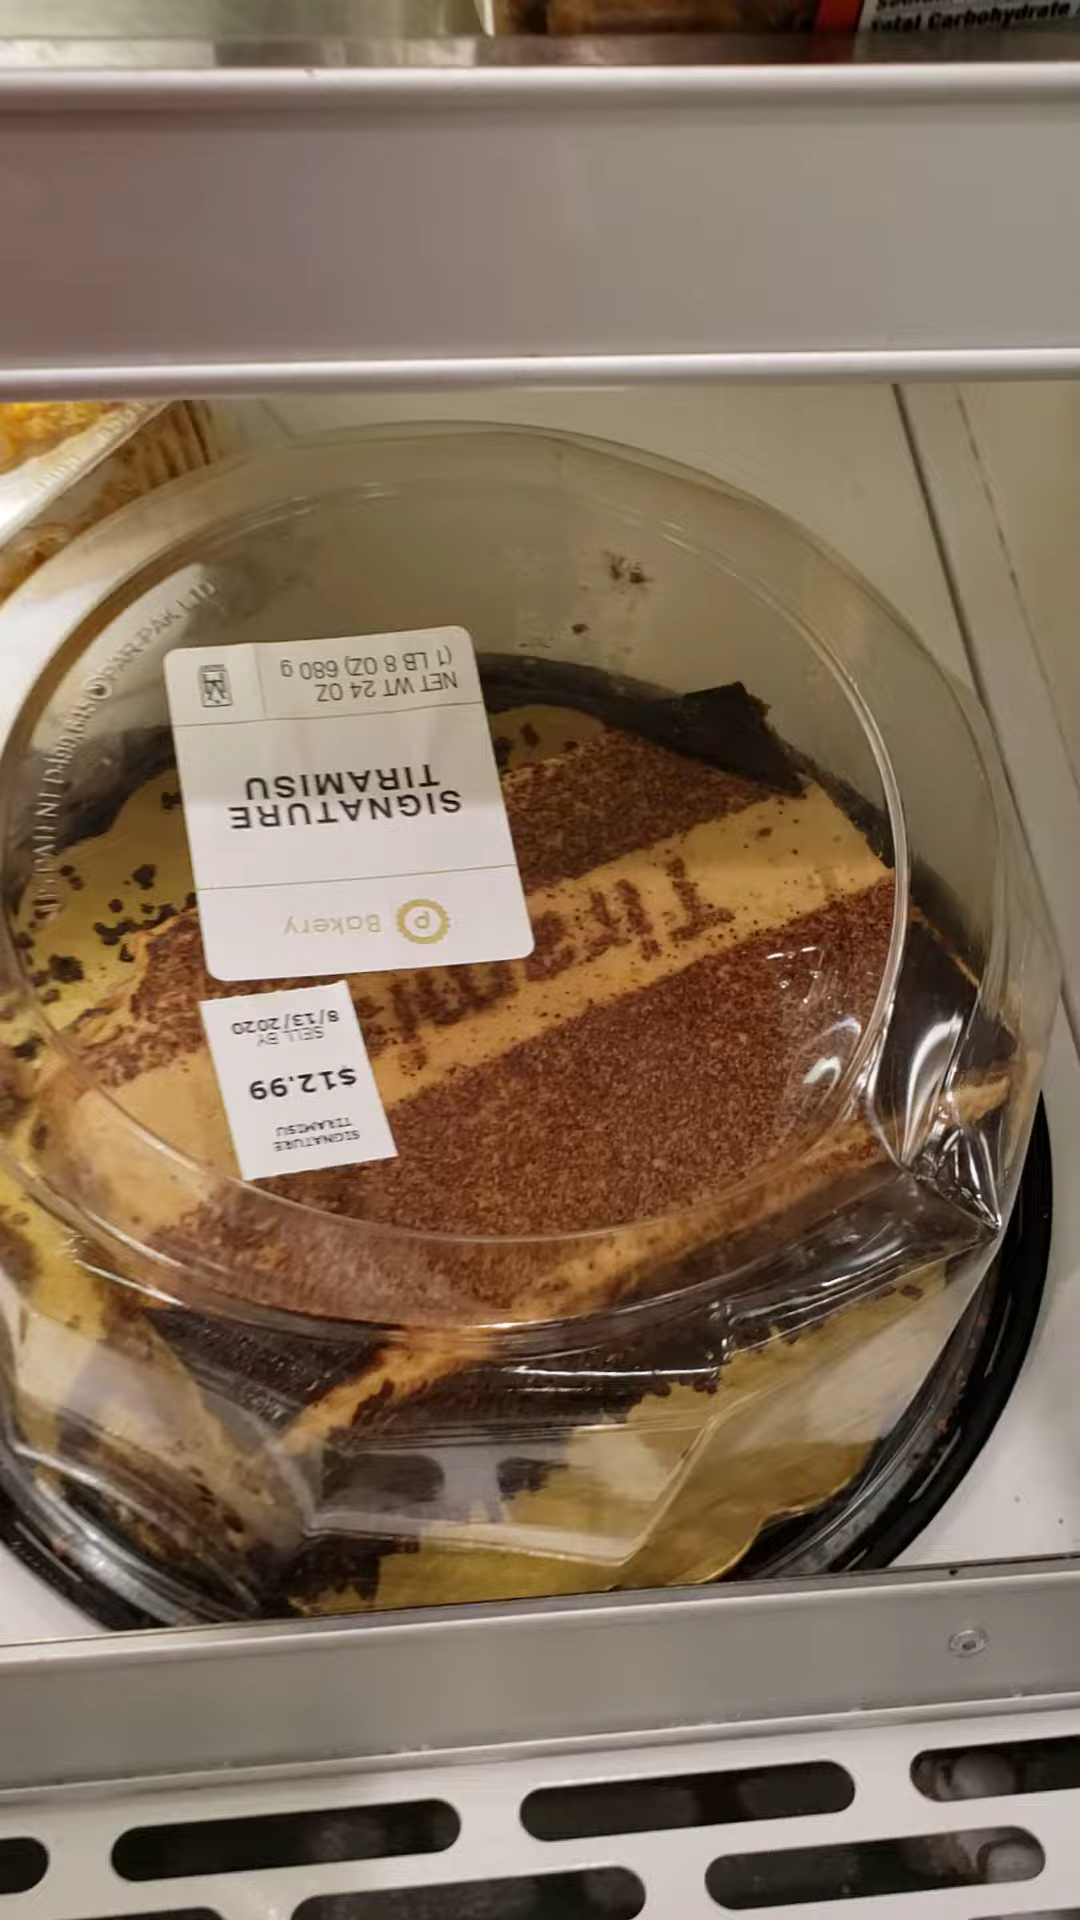 Total Carbohydrate
SIGNATURE
TIRAMISU
$12.99
SELL BY
8/13/2020
P Bakery
SIGNATURE
TIRAMISU
NET WT 24 OZ
(1 LB 8 OZ) 680 g